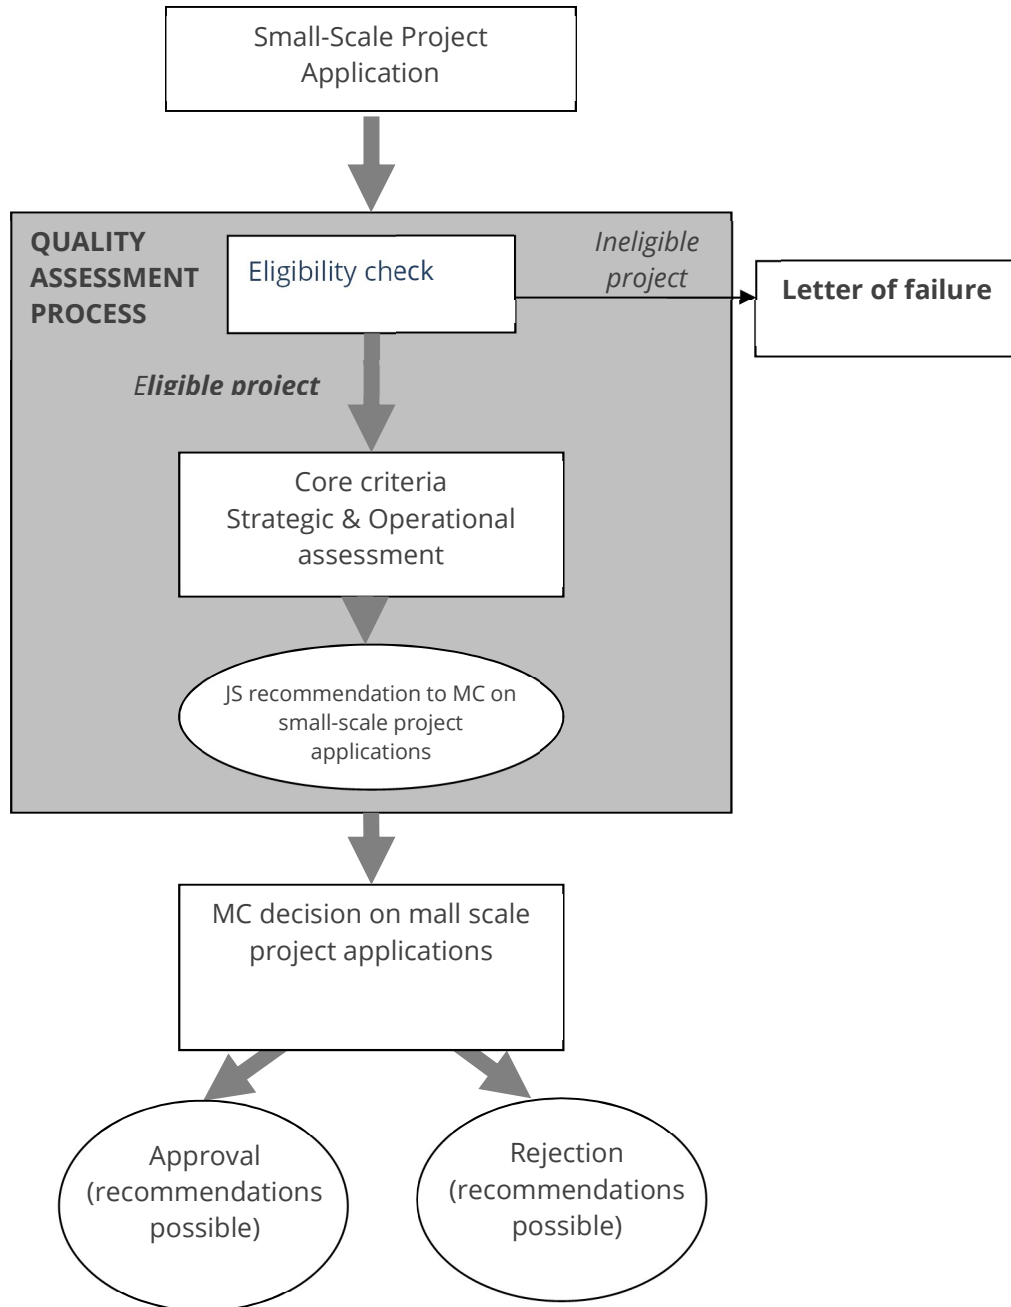 Small-Scale Project
Application
QUALITY
ASSESSMENT
PROCESS
Eligibility check
Ineligible
project
Letter of failure
Eligible project
Core criteria
Strategic & Operational
assessment
JS recommendation to MC on
small-scale project
applications
MC decision on mall scale
project applications
Approval
(recommendations
possible)
Rejection
(recommendations
possible)